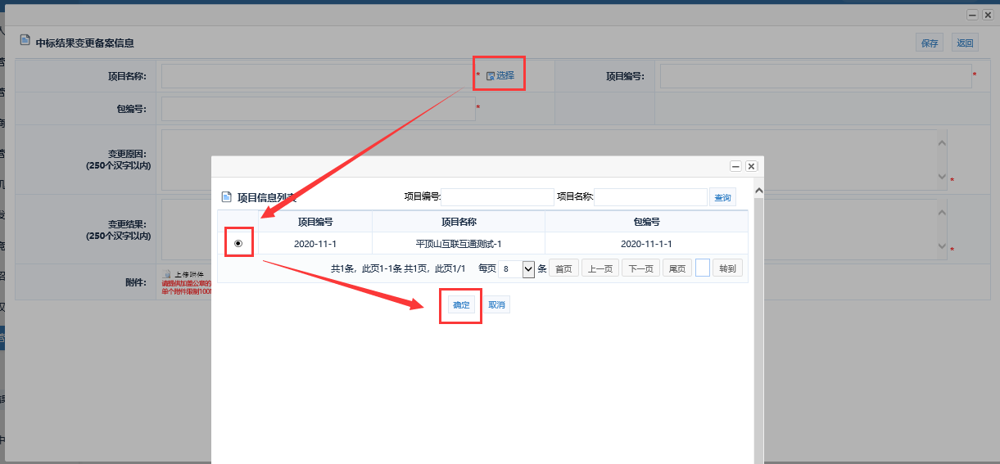 中标结果变更备案信息
保存 返回
项目名称: * 选择 项目编号: *
包编号: *
变更原因:
(250个汉字以内) *
变更结果:
(250个汉字以内) *
附件: 上传附件
请提供加盖公章的
单个附件限制100M
项目信息列表 项目编号: 项目名称: 查询
项目编号 项目名称 包编号
2020-11-1 平顶山互联互通测试-1 2020-11-1-1
共1条，此页1-1条 共1页，此页1/1 每页 8 条 首页 上一页 下一页 尾页 转到
确定 取消